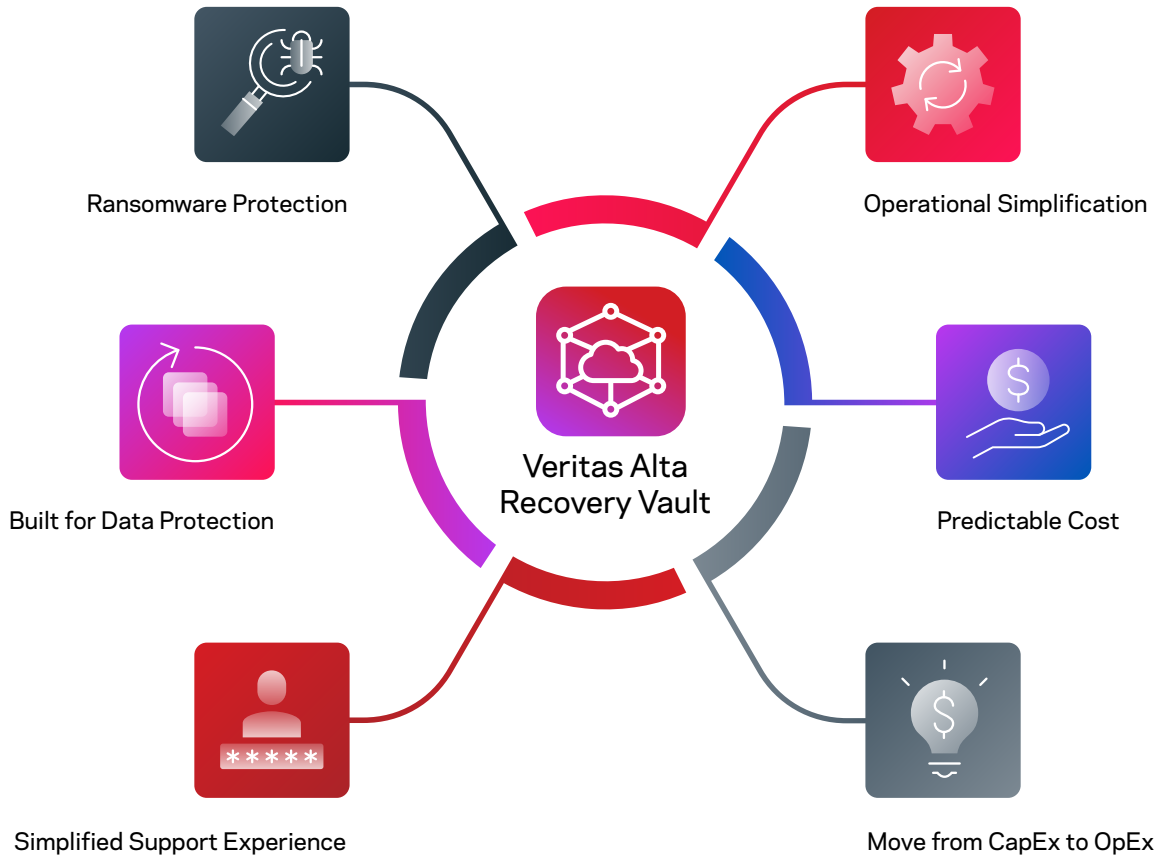 Ransomware Protection
Operational Simplification
Veritas Alta
Recovery Vault
Built for Data Protection
Predictable Cost
*****
Simplified Support Experience
Move from CapEx to OpEx
$
$